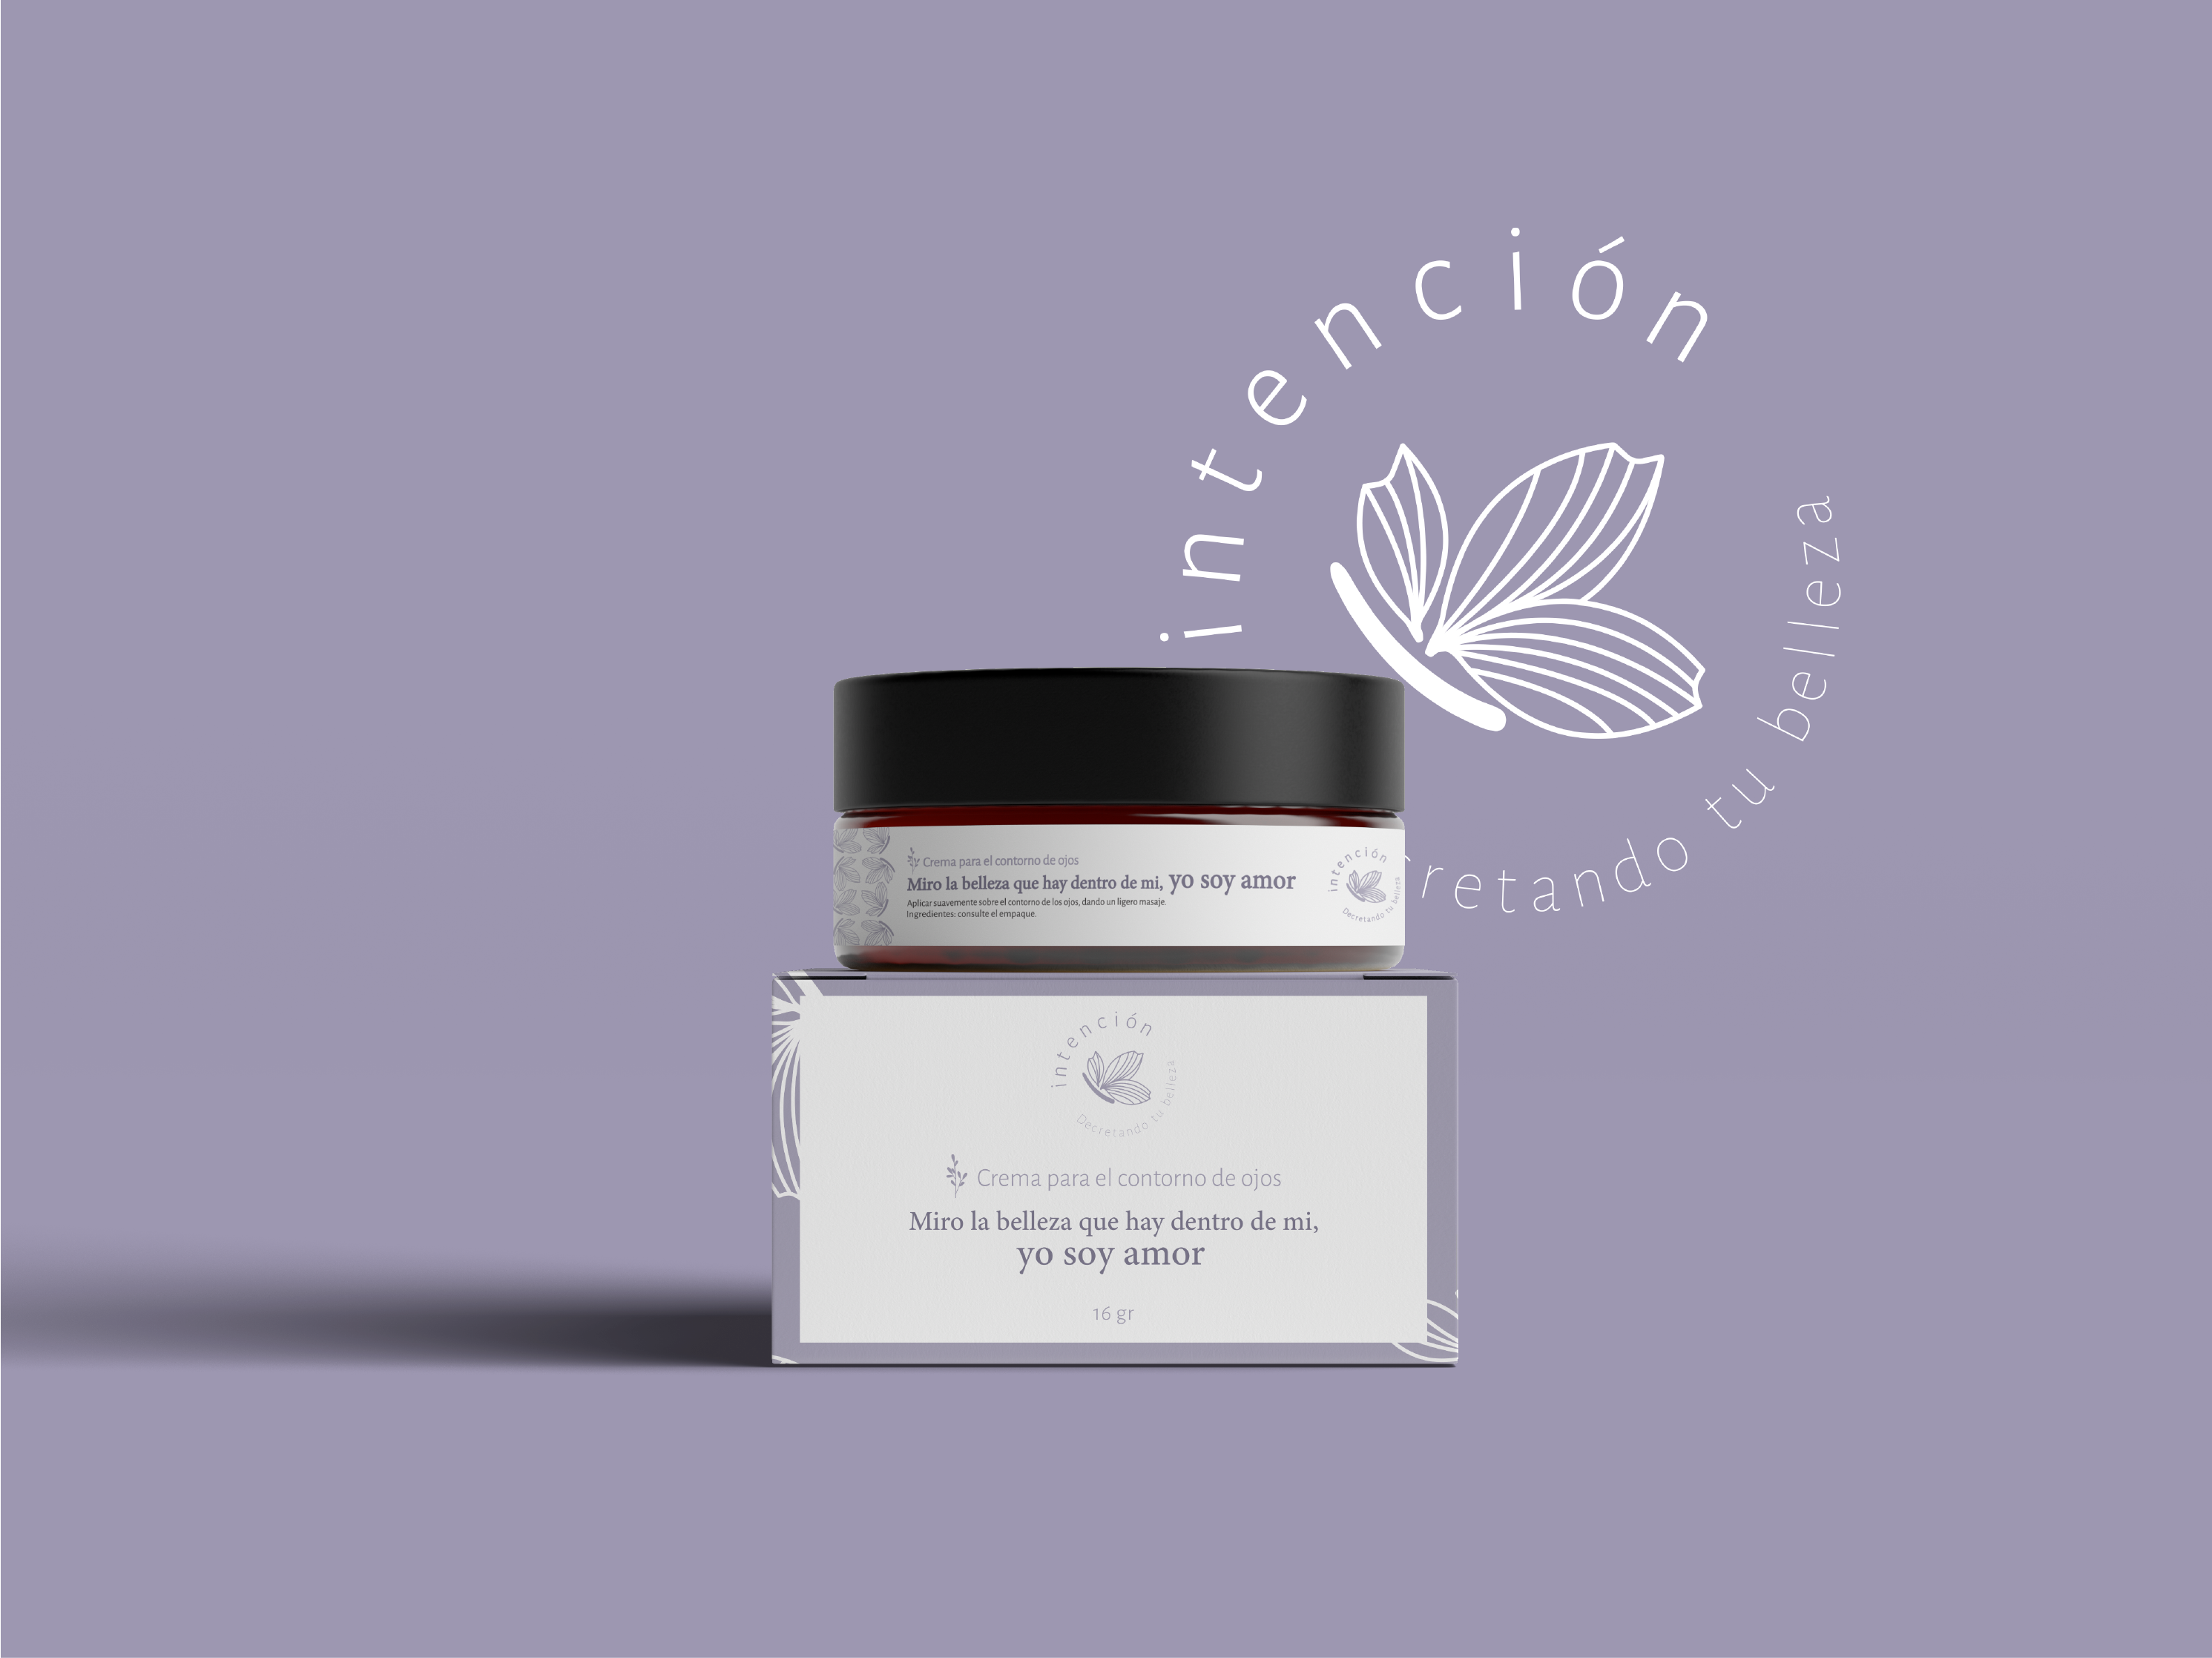 intención
retando tu belleza
Crema para el contorno de ojos
Miro la belleza que hay dentro de mi, yo soy amor
Aplicar suavemente sobre el contorno de los ojos, dando un ligero masaje.
Ingredientes: consulte el empaque.
intención
Decretando tu belleza
intención
Decretando tu belleza
Crema para el contorno de ojos
Miro la belleza que hay dentro de mi,
yo soy amor
16 gr